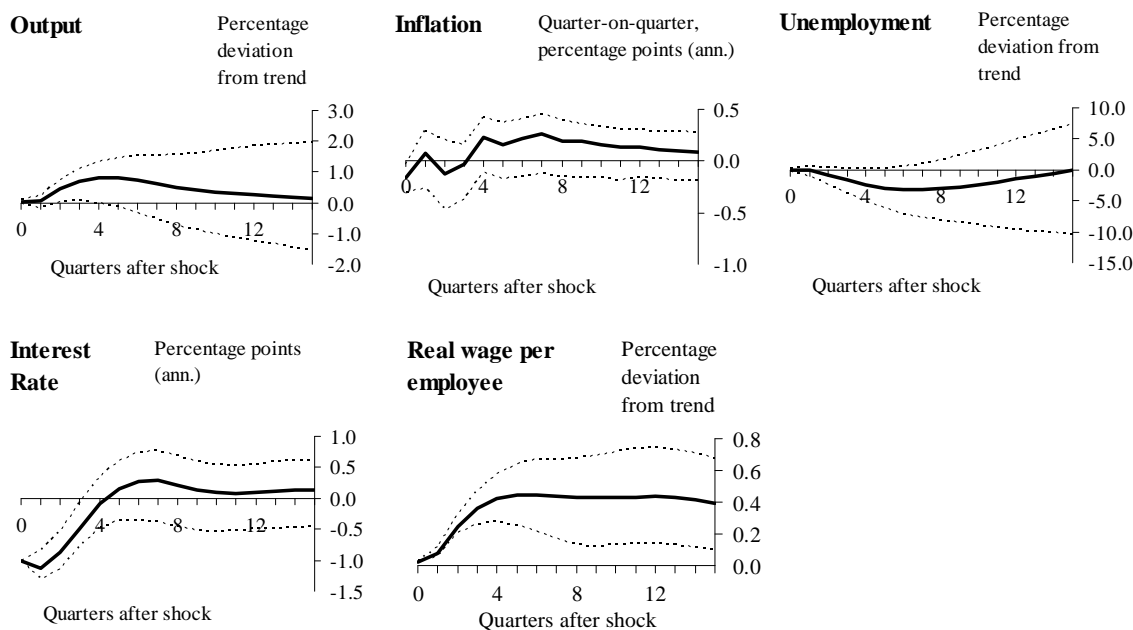 Output
Percentage
deviation
from trend
3.0
2.0
1.0
0.0
-1.0
-2.0
0 4 8 12
Quarters after shock
Inflation
Quarter-on-quarter,
percentage points (ann.)
0.5
0.0
-0.5
-1.0
0 4 8 12
Quarters after shock
Unemployment
Percentage
deviation from
trend
10.0
5.0
0.0
-5.0
-10.0
-15.0
0 4 8 12
Quarters after shock
Interest
Rate
Percentage points
(ann.)
1.0
0.5
0.0
-0.5
-1.0
-1.5
0 4 8 12
Quarters after shock
Real wage per
employee
Percentage
deviation
from trend
0.8
0.6
0.4
0.2
0.0
0 4 8 12
Quarters after shock